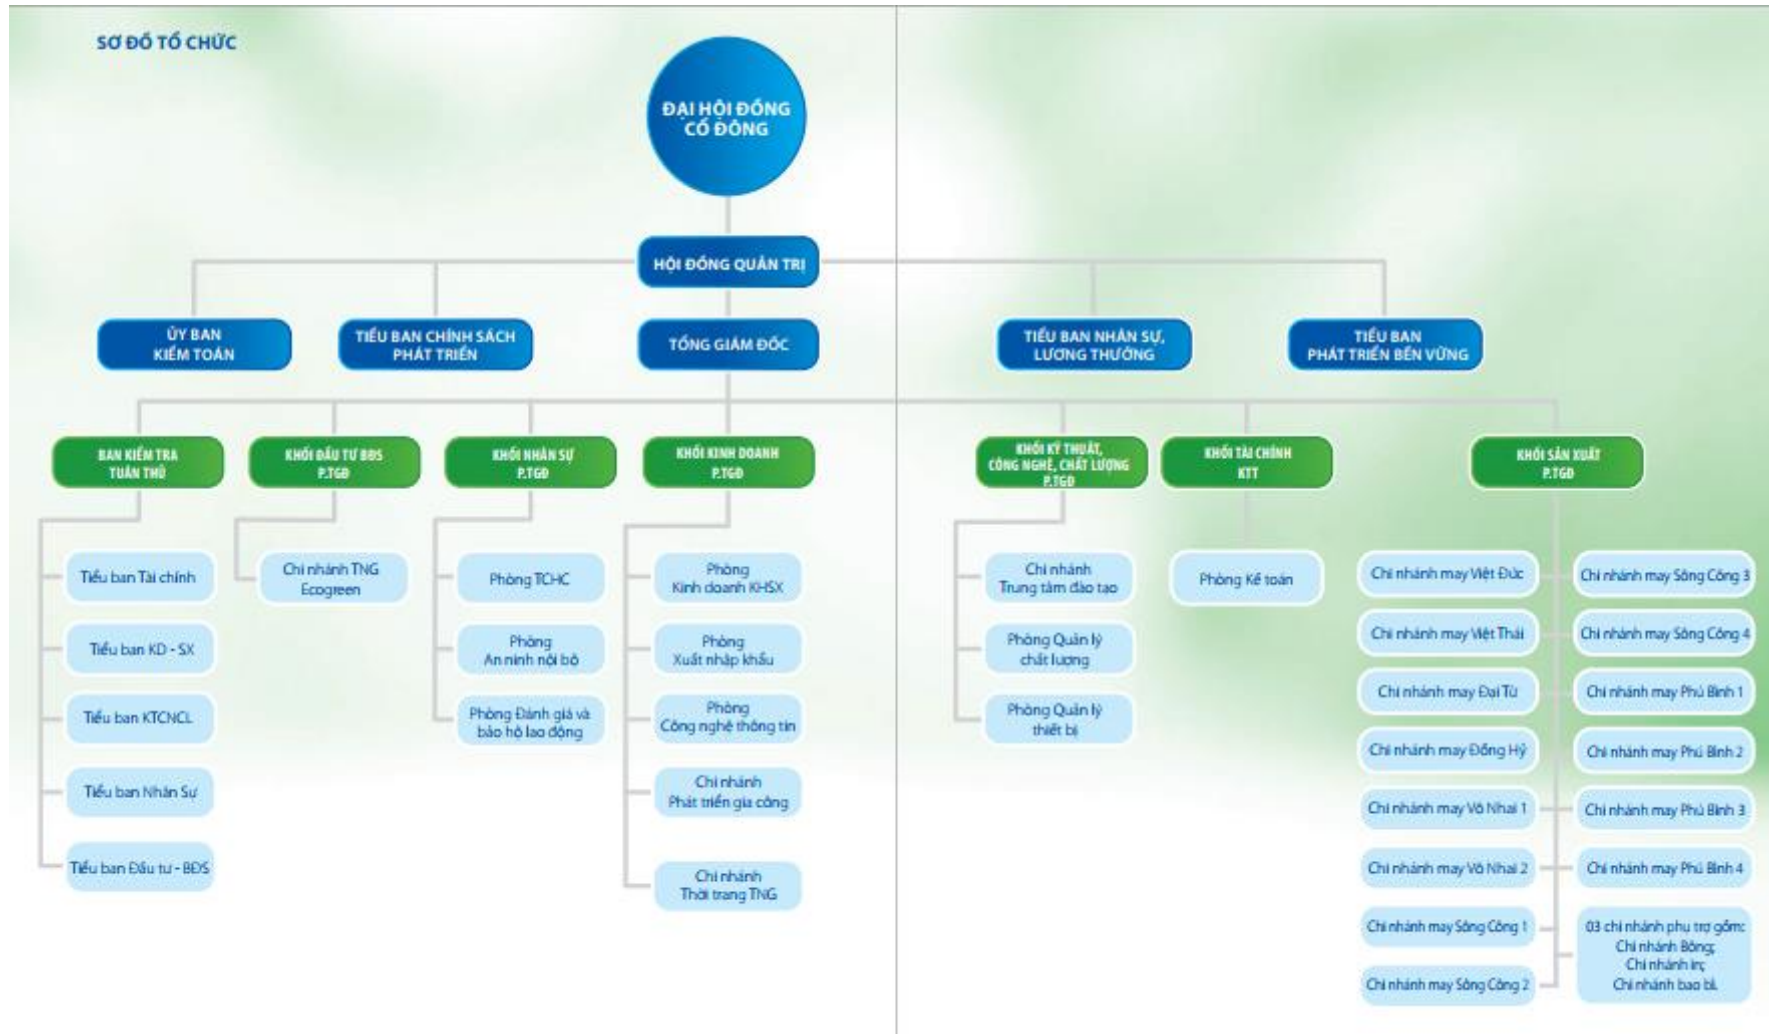 SƠ ĐỒ TỔ CHỨC
ĐẠI HỘI ĐỒNG
CỔ ĐÔNG
HỘI ĐỒNG QUẢN TRỊ
ỦY BAN
KIỂM TOÁN
TIỂU BAN CHÍNH SÁCH
PHÁT TRIỂN
TỔNG GIÁM ĐỐC
TIỂU BAN NHÂN SỰ,
LƯƠNG THƯỞNG
TIỂU BAN
PHÁT TRIỂN BỀN VỮNG
BAN KIỂM TRA
TUÂN THỦ
KHỐI ĐẦU TƯ BĐS
P.TGĐ
KHỐI NHÂN SỰ
P.TGĐ
KHỐI KINH DOANH
P.TGĐ
KHỐI KỸ THUẬT,
CÔNG NGHỆ, CHẤT LƯỢNG
P.TGĐ
KHỐI TÀI CHÍNH
KTT
KHỐI SẢN XUẤT
P.TGĐ
Tiểu ban Tài chính
Tiểu ban KD - SX
Tiểu ban KTCNCL
Tiểu ban Nhân Sự
Tiểu ban Đầu tư - BĐS
Chi nhánh TNG
Ecogreen
Phòng TCHC
Phòng
An ninh nội bộ
Phòng Đánh giá và
bảo hộ lao động
Phòng
Kinh doanh KHSX
Phòng
Xuất nhập khẩu
Phòng
Công nghệ thông tin
Chi nhánh
Phát triển gia công
Chi nhánh
Thời trang TNG
Chi nhánh
Trung tâm đào tạo
Phòng Quản lý
chất lượng
Phòng Quản lý
thiết bị
Phòng Kế toán
Chi nhánh may Việt Đức
Chi nhánh may Việt Thái
Chi nhánh may Đại Từ
Chi nhánh may Đồng Hỷ
Chi nhánh may Võ Nhai 1
Chi nhánh may Võ Nhai 2
Chi nhánh may Sông Công 1
Chi nhánh may Sông Công 2
Chi nhánh may Sông Công 3
Chi nhánh may Sông Công 4
Chi nhánh may Phú Bình 1
Chi nhánh may Phú Bình 2
Chi nhánh may Phú Bình 3
Chi nhánh may Phú Bình 4
03 chi nhánh phụ trợ gồm:
Chi nhánh Bông;
Chi nhánh in;
Chi nhánh bao bì.